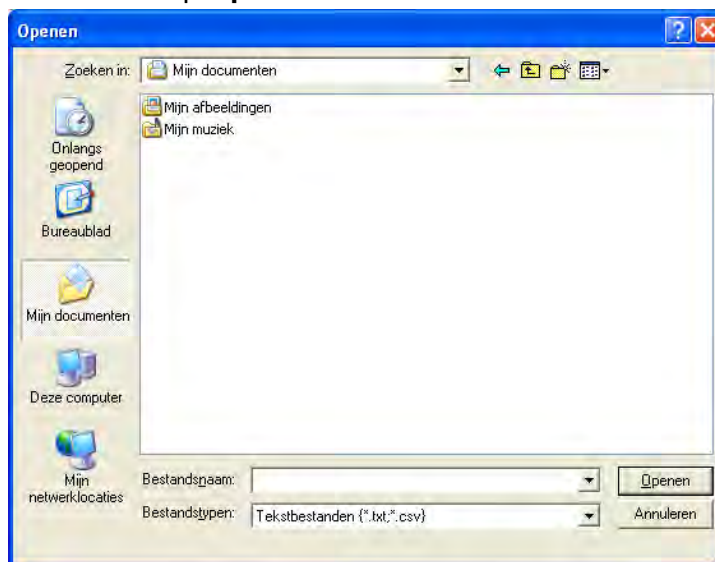 Openen
Zoeken in:
Mijn documenten
Mijn afbeeldingen
Mijn muziek
Onlangs
geopend
Bureaublad
Mijn documenten
Deze computer
Mijn
netwerklocaties
Bestandsnaam:
Openen
Bestandstypen:
Tekstbestanden {*.txt;*.csv}
Annuleren